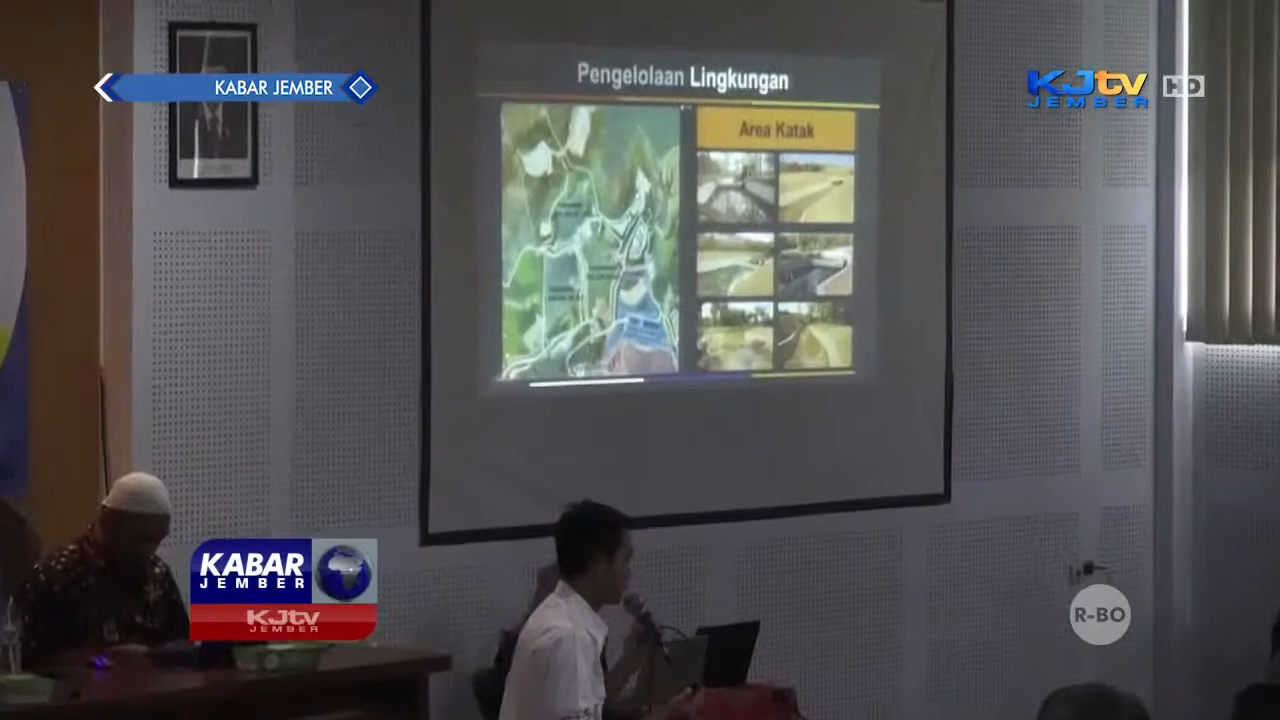 KABAR JEMBER
KJtv HD
JEMBER
Pengelolaan Lingkungan
Area Katak
KABAR
JEMBER
KJtv
JEMBER
R-BO